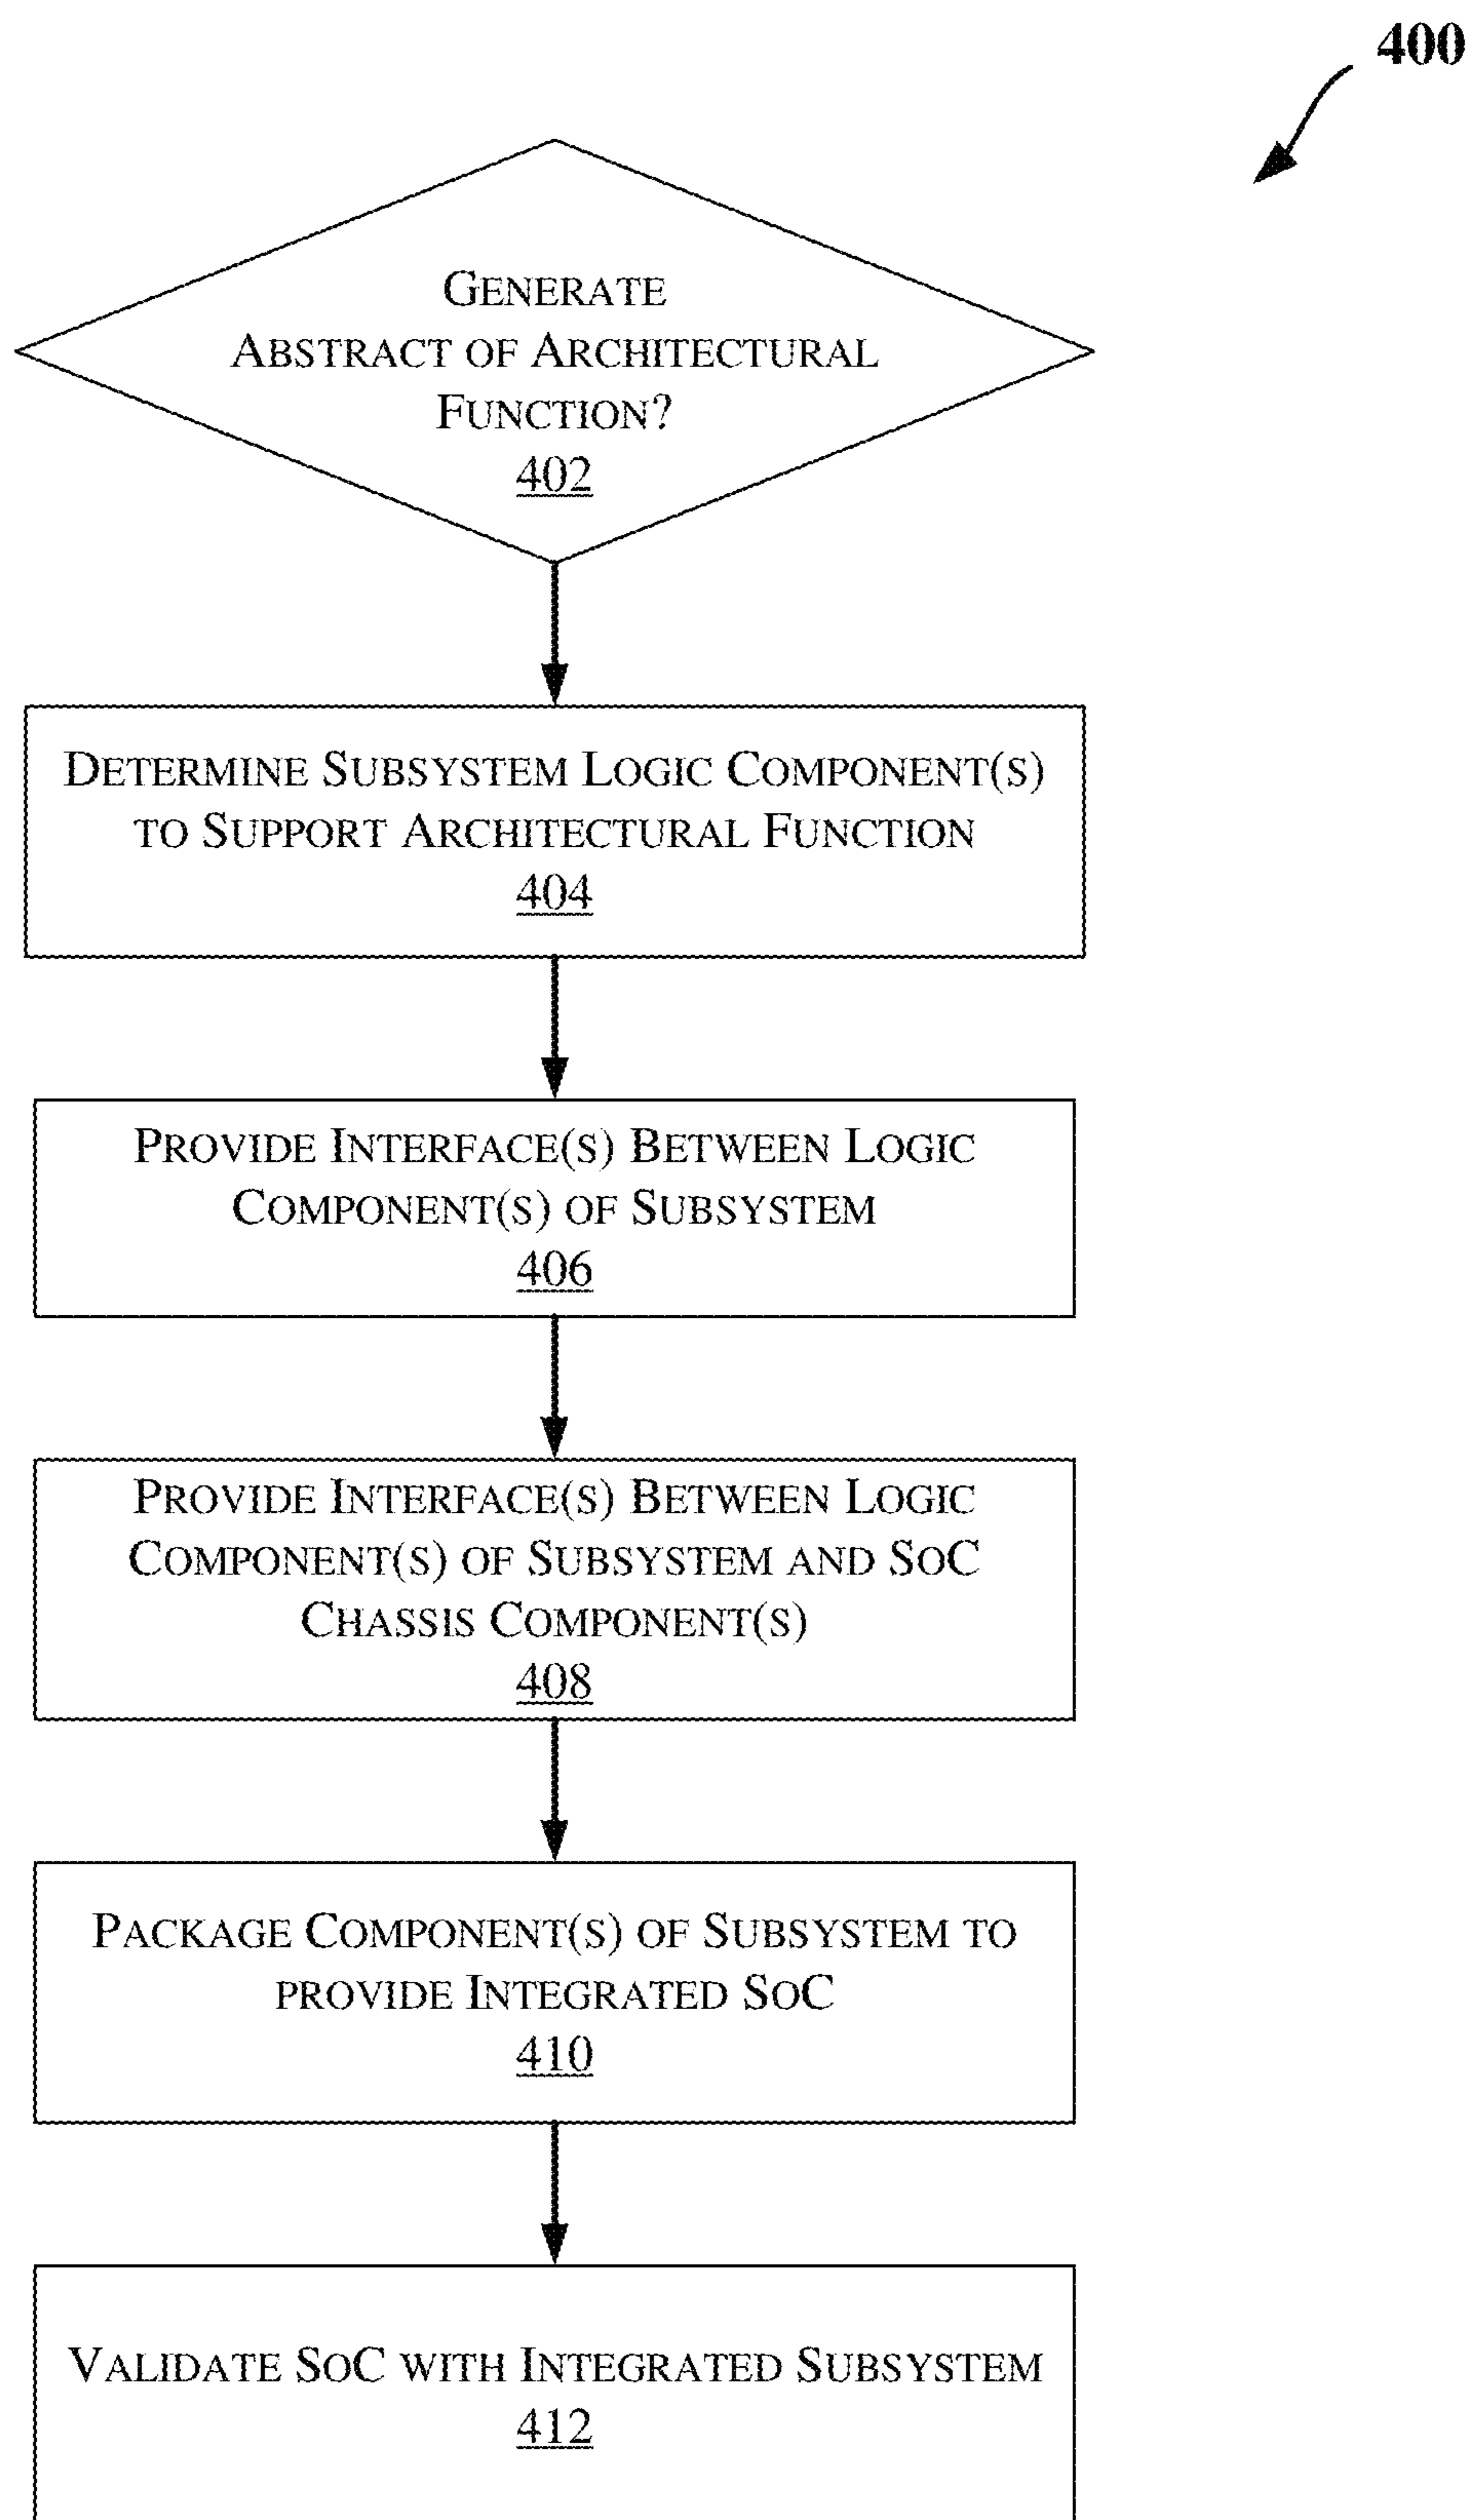 400
GENERATE
ABSTRACT OF ARCHITECTURAL
FUNCTION?
402
DETERMINE SUBSYSTEM LOGIC COMPONENT(S)
TO SUPPORT ARCHITECTURAL FUNCTION
404
PROVIDE INTERFACE(S) BETWEEN LOGIC
COMPONENT(S) OF SUBSYSTEM
406
PROVIDE INTERFACE(S) BETWEEN LOGIC
COMPONENT(S) OF SUBSYSTEM AND SOC
CHASSIS COMPONENT(S)
408
PACKAGE COMPONENT(S) OF SUBSYSTEM TO
PROVIDE INTEGRATED SOC
410
VALIDATE SOC WITH INTEGRATED SUBSYSTEM
412